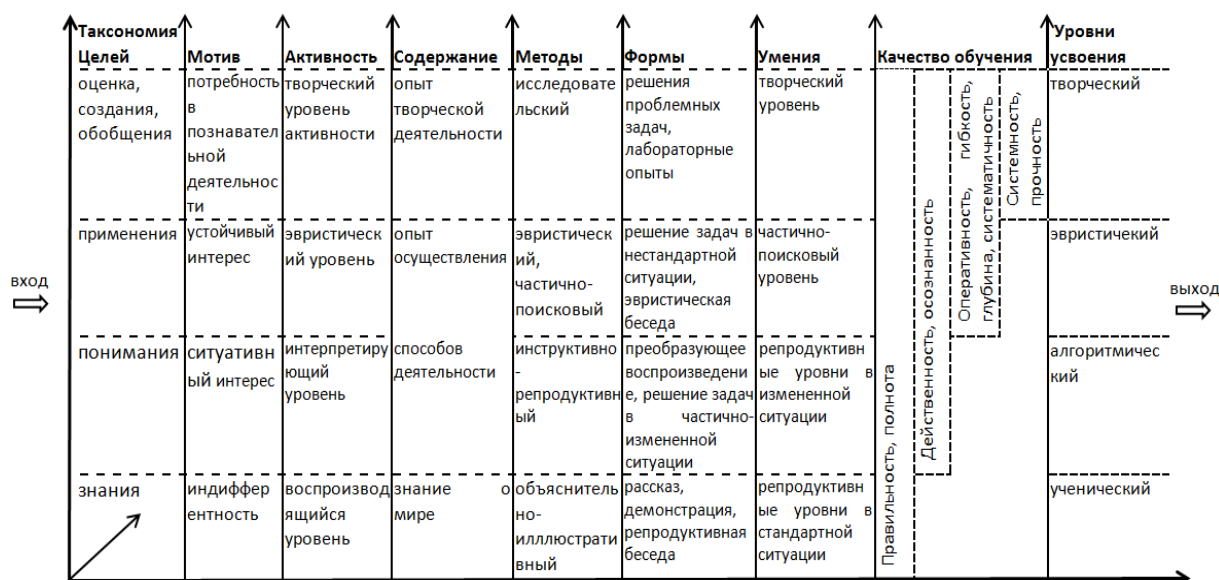 Таксономия
Целей
Мотив
Активность
Содержание
Методы
Формы
Умения
Качество обучения
Уровни
усвоения
оценка,
создания,
обобщения
потребность
в
познавател
ьной
деятельнос
ти
творческий
уровень
активности
опыт
творческой
деятельности
исследовате
льский
решения
проблемных
задач,
лабораторные
опыты
творческий
уровень
творческий
применения
устойчивый
интерес
эвристическ
ий уровень
опыт
осуществления
эвристическ
ий,
частично-
поисковый
решение задач в
нестандартной
ситуации,
эвристическая
беседа
частично-
поисковый
уровень
эвристичекий
понимания
ситуативн
ый интерес
интерпретиру
ющий
уровень
способов
деятельности
инструктивно
-
репродуктивн
ый
преобразующее
воспроизведени
е, решение задач
в частично-
измененной
ситуации
репродуктивн
ые уровни в
измененной
ситуации
алгоритмичес
кий
знания
индиффер
ентность
воспроизвод
ящийся
уровень
знание о
мире
объяснитель
но-
илллюстрати
вный
рассказ,
демонстрация,
репродуктивная
беседа
репродуктивн
ые уровни в
стандартной
ситуации
ученический
Правильность, полнота
Действенность, осознанность
Оперативность, гибкость,
глубина, систематичность
Системность,
прочность
вход
выход